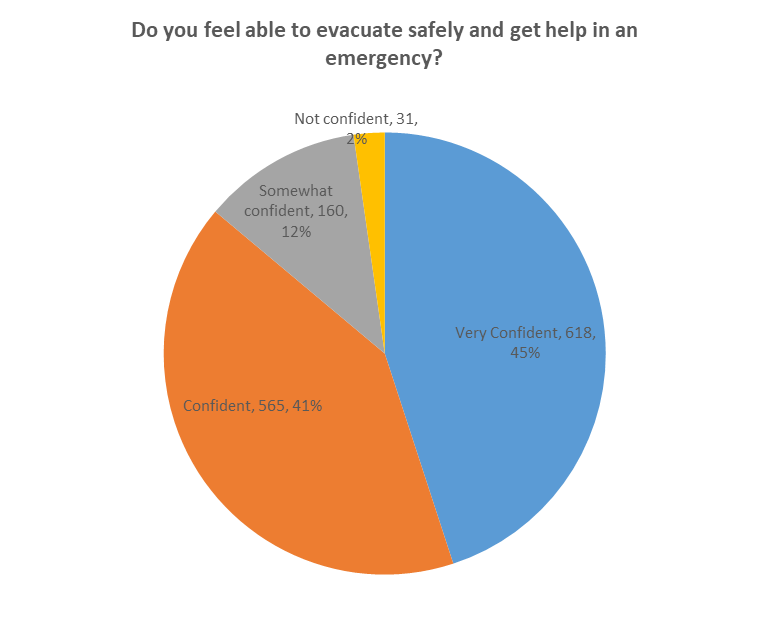 Do you feel able to evacuate safely and get help in an
emergency?
Not confident, 31,
2%
Somewhat
confident, 160,
12%
Very Confident, 618,
45%
Confident, 565, 41%